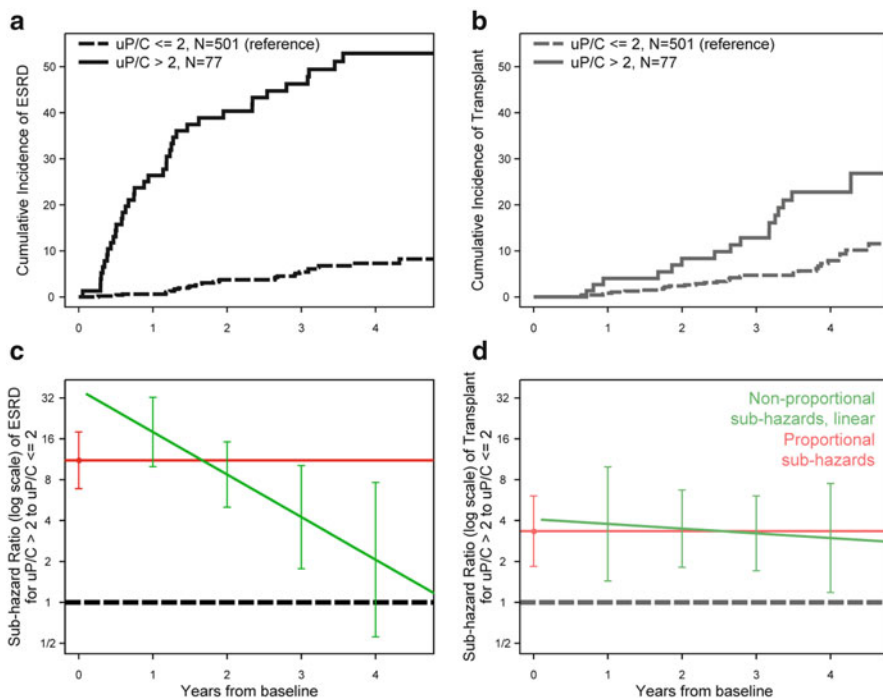 a
uP/C <= 2, N=501 (reference)
uP/C > 2, N=77
Cumulative Incidence of ESRD
50
40
30
20
10
0
0 1 2 3 4
b
uP/C <= 2, N=501 (reference)
uP/C > 2, N=77
Cumulative Incidence of Transplant
50
40
30
20
10
0
0 1 2 3 4
c
Sub-hazard Ratio (log scale) of ESRD
for uP/C > 2 to uP/C <= 2
32
16
8
4
2
1
1/2
0 1 2 3 4
Years from baseline
d
Non-proportional
sub-hazards, linear
Proportional
sub-hazards
Sub-hazard Ratio (log scale) of Transplant
for uP/C > 2 to uP/C <= 2
32
16
8
4
2
1
1/2
0 1 2 3 4
Years from baseline